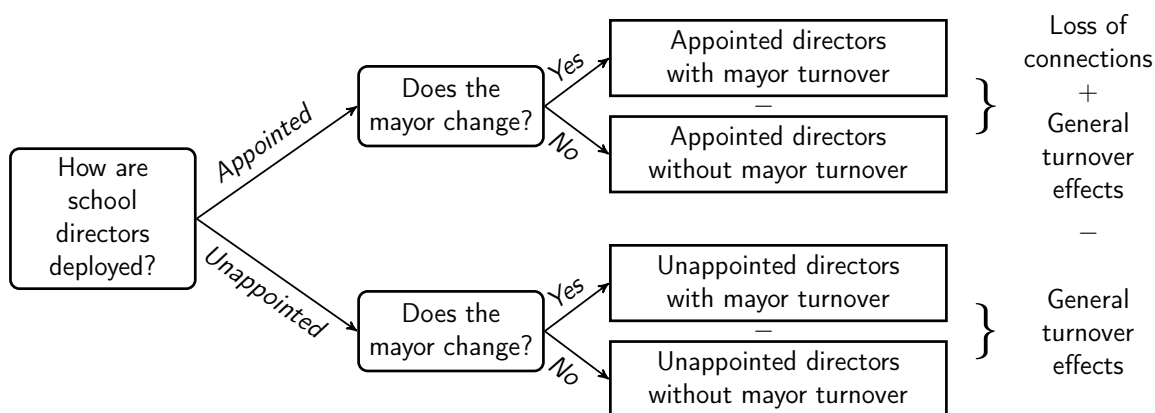 How are
school
directors
deployed?
Appointed
Unappointed
Does the
mayor change?
Yes
No
Appointed directors
with mayor turnover
−
Appointed directors
without mayor turnover
}
Loss of
connections
+
General
turnover
effects
−
Does the
mayor change?
Yes
No
Unappointed directors
with mayor turnover
−
Unappointed directors
without mayor turnover
}
General
turnover
effects